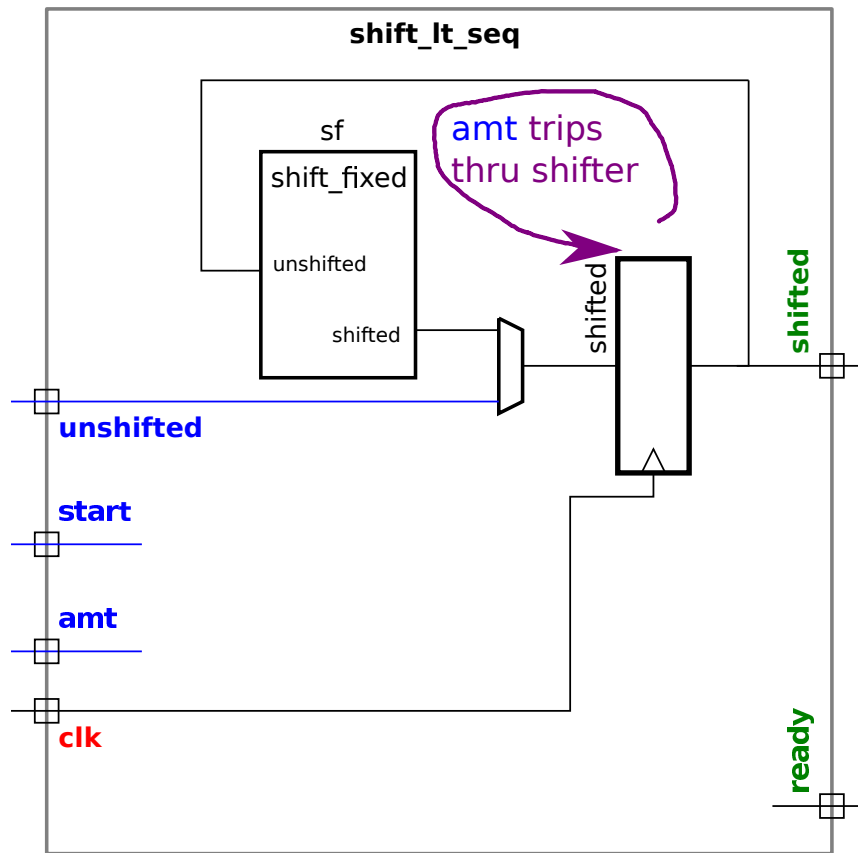 shift_lt_seq
sf
amt trips
thru shifter
shift_fixed
unshifted
shifted
shifted
shifted
unshifted
start
amt
clk
ready